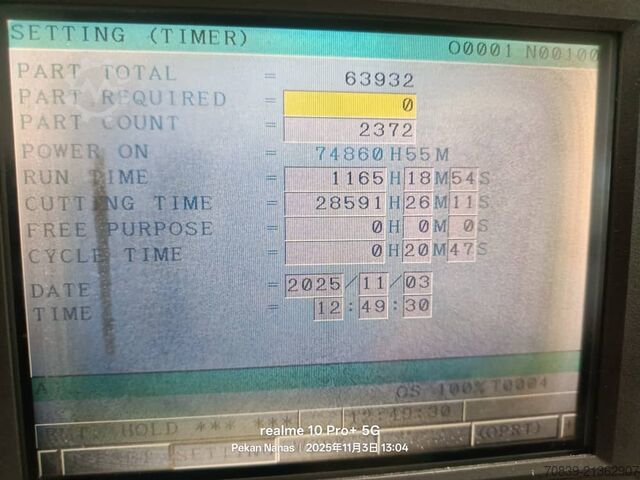 SETTING (TIMER)
O0001 N00100
PART TOTAL = 63932
PART REQUIRED = 0
PART COUNT = 2372
POWER ON = 74860H55M
RUN TIME = 1165H18M54S
CUTTING TIME = 28591H26M11S
FREE PURPOSE = 0H 0M 0S
CYCLE TIME = 0H20M47S
DATE = 2025/11/03
TIME = 12:49:30
OS 100% T0004
HOLD *** ***
12:49:30
(OPRT)
realme 10 Pro+ 5G
Pekan Nanas | 2025年11月3日 13:04
70839-21362907